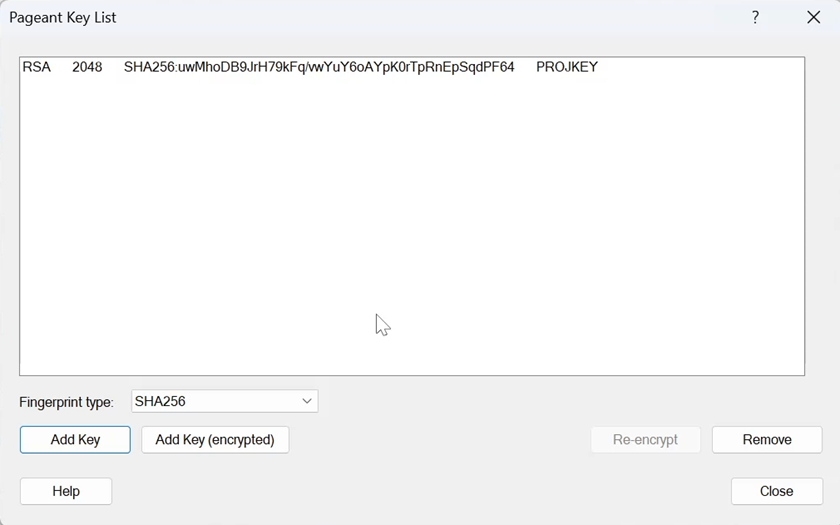 Pageant Key List ?
RSA 2048 SHA256:uwMhoDB9JrH79kFq/vwYuY6oAYpK0rTpRnEpSqdPF64 PROJKEY
Fingerprint type: SHA256
Add Key Add Key (encrypted) Re-encrypt Remove
Help Close